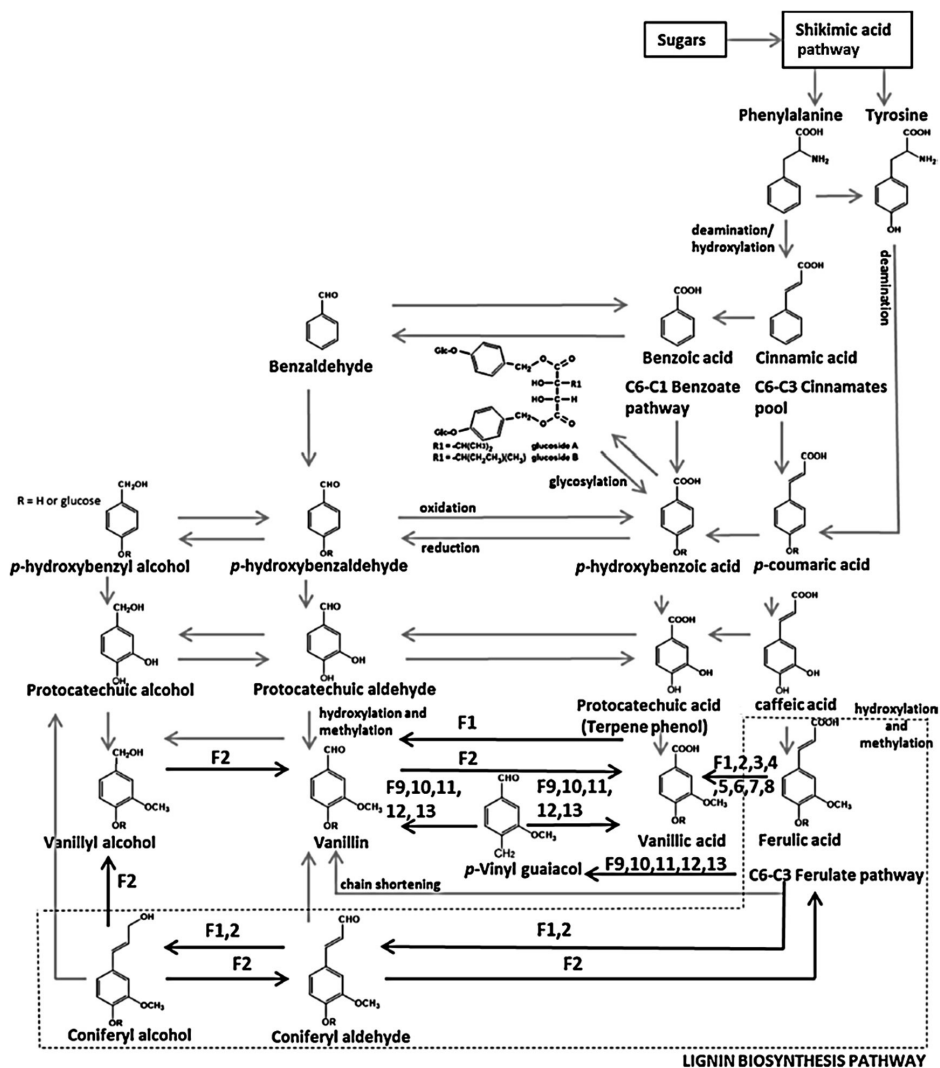 Sugars
Shikimic acid
pathway
Phenylalanine
Tyrosine
COOH
NH₂
COOH
NH₂
OH
deamination/
hydroxylation
deamination
CHO
Benzaldehyde
COOH
Benzoic acid
COOH
Cinnamic acid
C6-C1 Benzoate
pathway
C6-C3 Cinnamates
pool
Glc-O
CH₂
O
O
HO
R1
HO
H
Glc-O
CH₂
O
O
R1 = -CH(CH₃)₂ glucoside A
R1 = -CH(CH₂CH₃)(CH₃) glucoside B
glycosylation
R = H or glucose
CH₂OH
OR
p-hydroxybenzyl alcohol
CHO
OR
p-hydroxybenzaldehyde
oxidation
reduction
COOH
OR
p-hydroxybenzoic acid
COOH
OR
p-coumaric acid
CH₂OH
OH
OH
Protocatechuic alcohol
CHO
OH
OH
Protocatechuic aldehyde
COOH
OH
OH
Protocatechuic acid
(Terpene phenol)
COOH
OH
OH
caffeic acid
hydroxylation and
methylation
hydroxylation
and
methylation
F1
F2
F2
CH₂OH
OCH₃
OR
Vanillyl alcohol
CHO
OCH₃
OR
Vanillin
F9,10,11,
12, 13
CHO
OCH₃
CH2
p-Vinyl guaiacol
F9,10,11,
12,13
COOH
OCH₃
OR
Vanillic acid
F1,2,3,4
,5,6,7,8
COOH
OCH₃
OR
Ferulic acid
F9,10,11,12,13
C6-C3 Ferulate pathway
chain shortening
F2
OH
OCH₃
OR
Coniferyl alcohol
F1,2
F2
CHO
OCH₃
OR
Coniferyl aldehyde
F1,2
F2
LIGNIN BIOSYNTHESIS PATHWAY